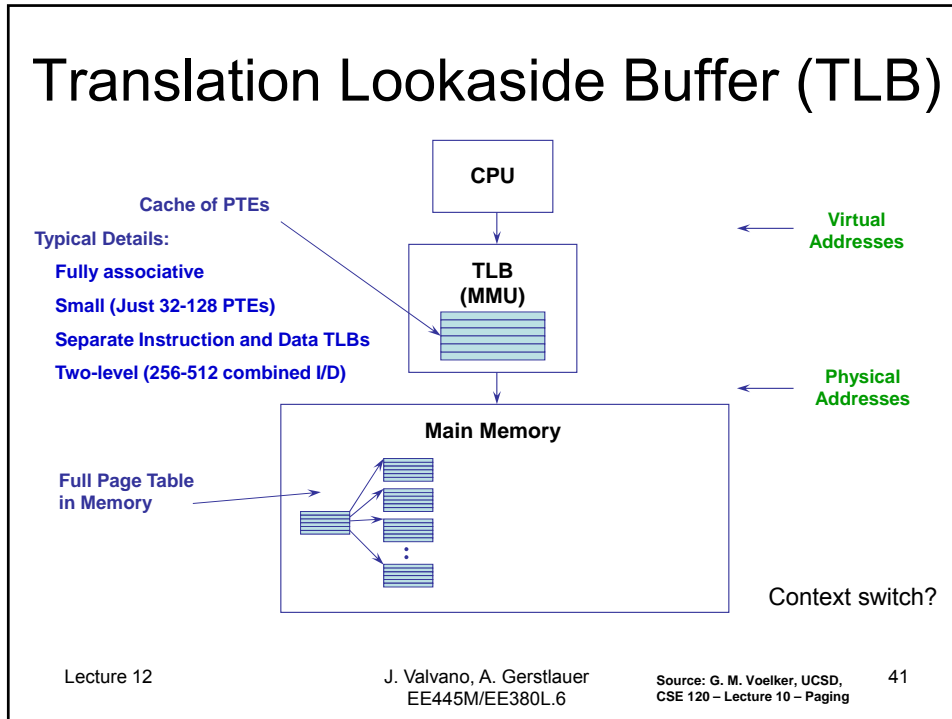 Translation Lookaside Buffer (TLB)
CPU
Cache of PTEs
Virtual
Addresses
Typical Details:
Fully associative
Small (Just 32-128 PTEs)
Separate Instruction and Data TLBs
Two-level (256-512 combined I/D)
TLB
(MMU)
Physical
Addresses
Main Memory
Full Page Table
in Memory
Context switch?
Lecture 12
J. Valvano, A. Gerstlauer
EE445M/EE380L.6
Source: G. M. Voelker, UCSD,
CSE 120 – Lecture 10 – Paging
41